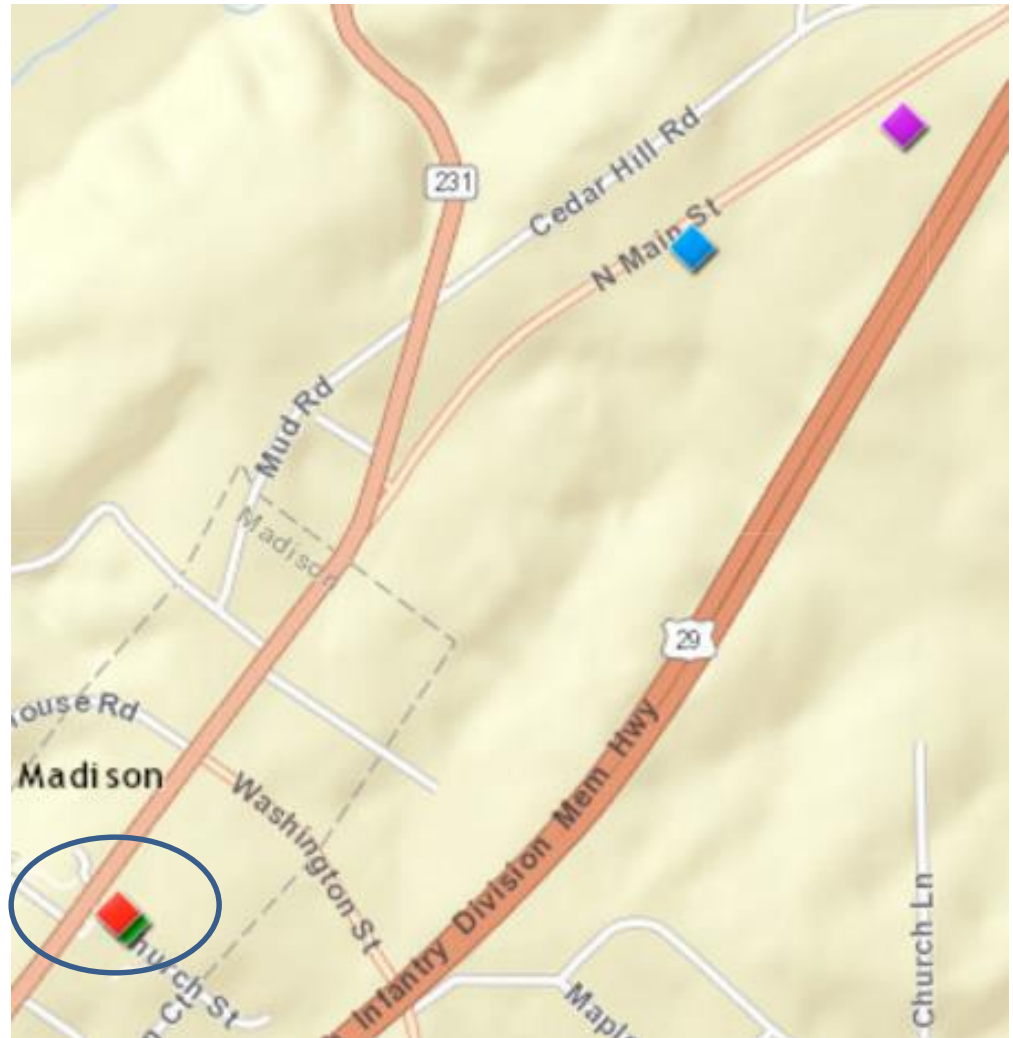 231
Cedar Hill Rd
N Main St
Mud Rd
Madison
29
ouse Rd
Madison
Washington St
Infantry Division Mem Hwy
hurch St
Church Ln
Maple